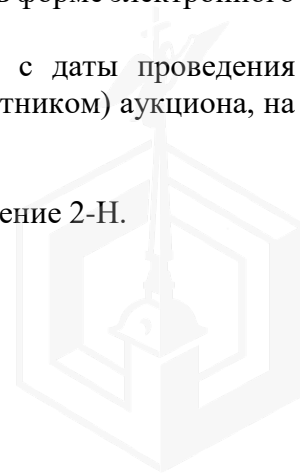 в форме электронного
с даты проведения
тником) аукциона, на
ение 2-Н.